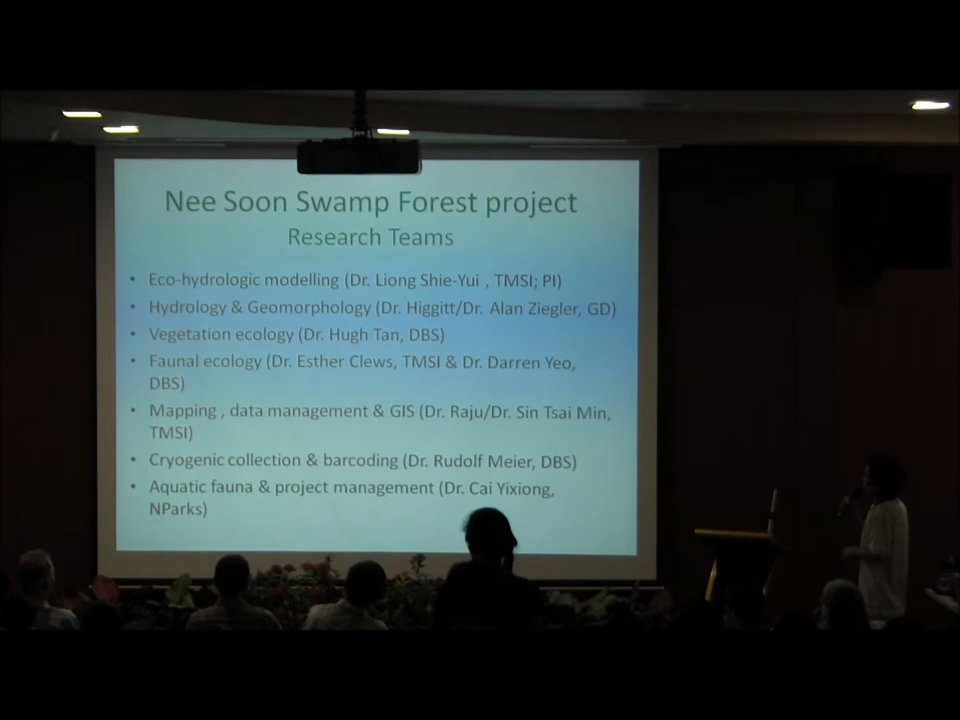 Nee Soon Swamp Forest project
Research Teams
• Eco-hydrologic modelling (Dr. Liong Shie-Yui , TMSI; PI)
• Hydrology & Geomorphology (Dr. Higgitt/Dr. Alan Ziegler, GD)
• Vegetation ecology (Dr. Hugh Tan, DBS)
• Faunal ecology (Dr. Esther Clews, TMSI & Dr. Darren Yeo,
DBS)
• Mapping , data management & GIS (Dr. Raju/Dr. Sin Tsai Min,
TMSI)
• Cryogenic collection & barcoding (Dr. Rudolf Meier, DBS)
• Aquatic fauna & project management (Dr. Cai Yixiong,
NParks)